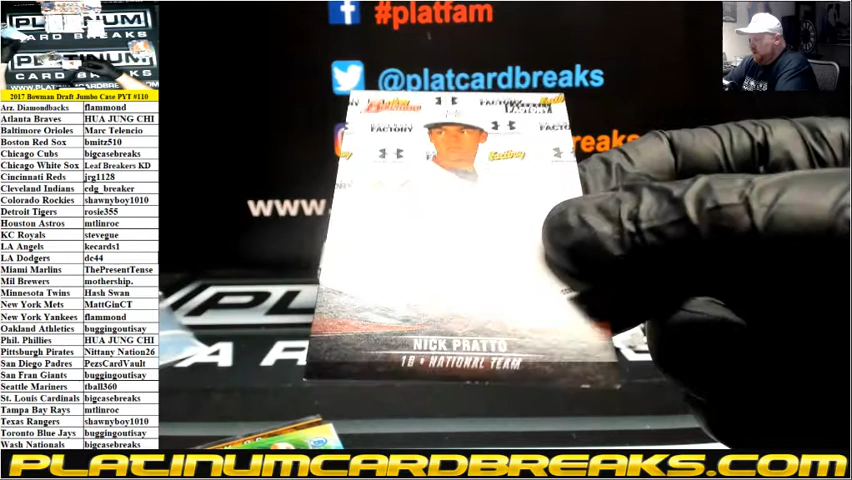 PLATINUM
CARD BREAKS
CARD BREAKS
2017 Bowman Draft Jumbo Case PYT #110
Arz. Diamondbacks flammond
Atlanta Braves HUA JUNG CHI
Baltimore Orioles Marc Telencio
Boston Red Sox bmitz510
Chicago Cubs bigcasebreaks
Chicago White Sox Leaf Breakers KD
Cincinnati Reds jrg1128
Cleveland Indians cdg_breaker
Colorado Rockies shawnyboy1010
Detroit Tigers rosie355
Houston Astros mtlinroc
KC Royals stevegue
LA Angels kecards1
LA Dodgers dc44
Miami Marlins ThePresentTense
Mil Brewers mothership.
Minnesota Twins Hash Swan
New York Mets MattGinCT
New York Yankees flammond
Oakland Athletics buggingoutisay
Phil. Phillies HUA JUNG CHI
Pittsburgh Pirates Nittany Nation26
San Diego Padres PezsCardVault
San Fran Giants buggingoutisay
Seattle Mariners tball360
St. Louis Cardinals bigcasebreaks
Tampa Bay Rays mtlinroc
Texas Rangers shawnyboy1010
Toronto Blue Jays buggingoutisay
Wash Nationals bigcasebreaks
#platfam
@platcardbreaks
www.
FACTORY
NICK PRATTO
1B • NATIONAL TEAM
PLATINUMCARDBREAKS.COM